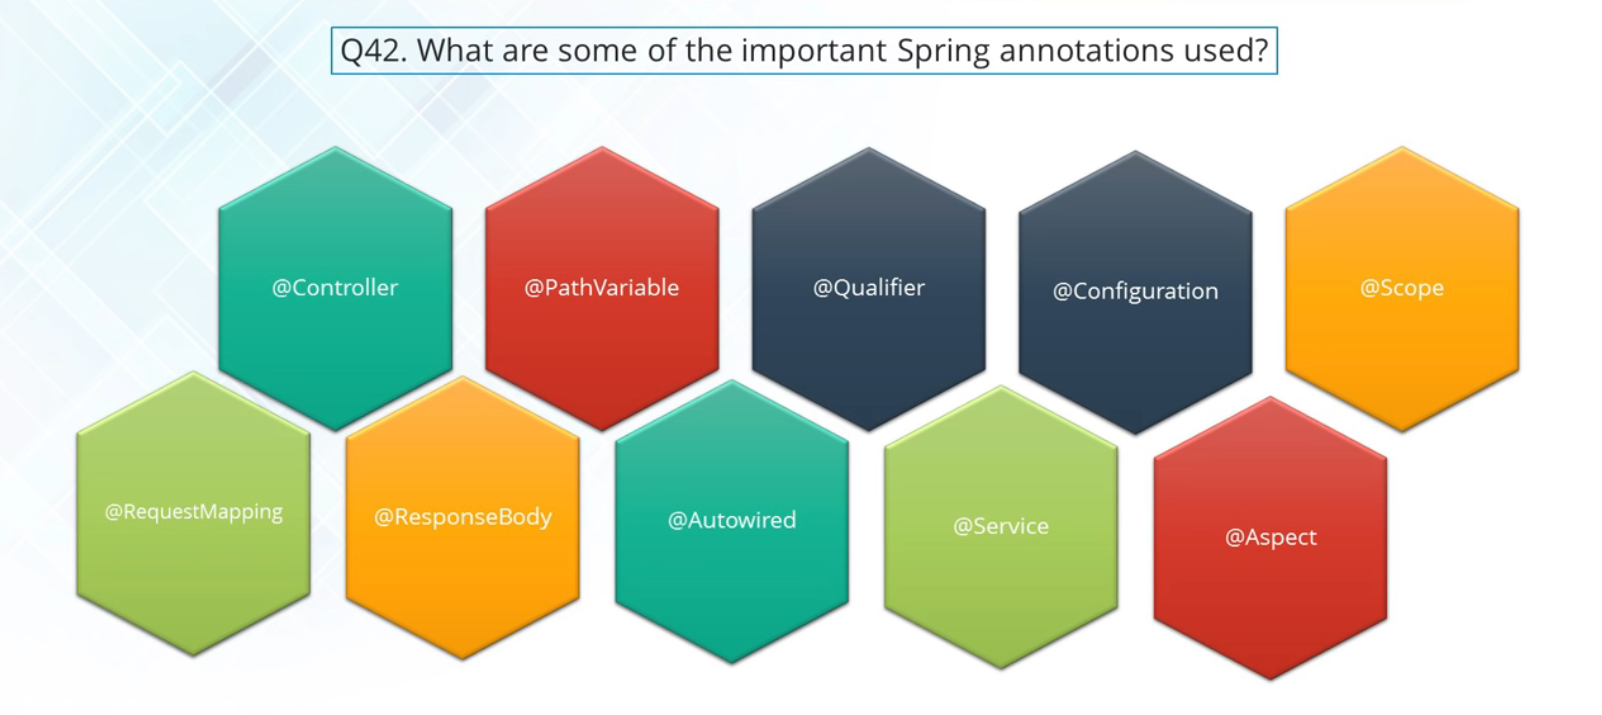 Q42. What are some of the important Spring annotations used?
@Controller
@PathVariable
@Qualifier
@Configuration
@Scope
@RequestMapping
@ResponseBody
@Autowired
@Service
@Aspect